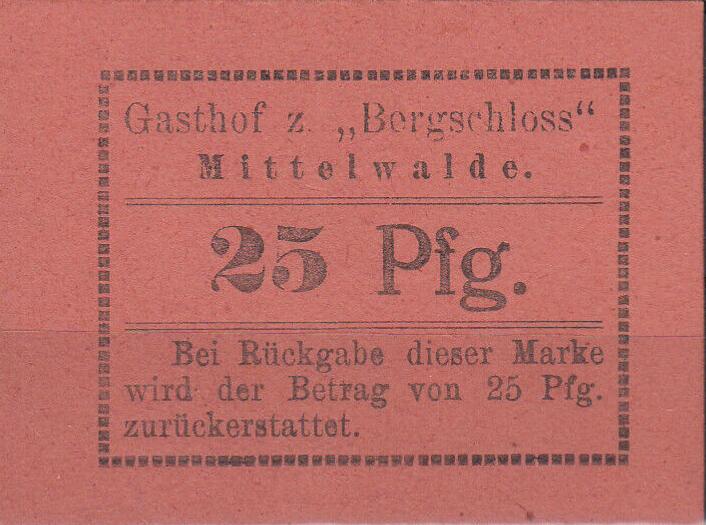 Gasthof z. „Bergschloss“
Mittelwalde.
25 Pfg.
Bei Rückgabe dieser Marke
wird der Betrag von 25 Pfg.
zurückerstattet.